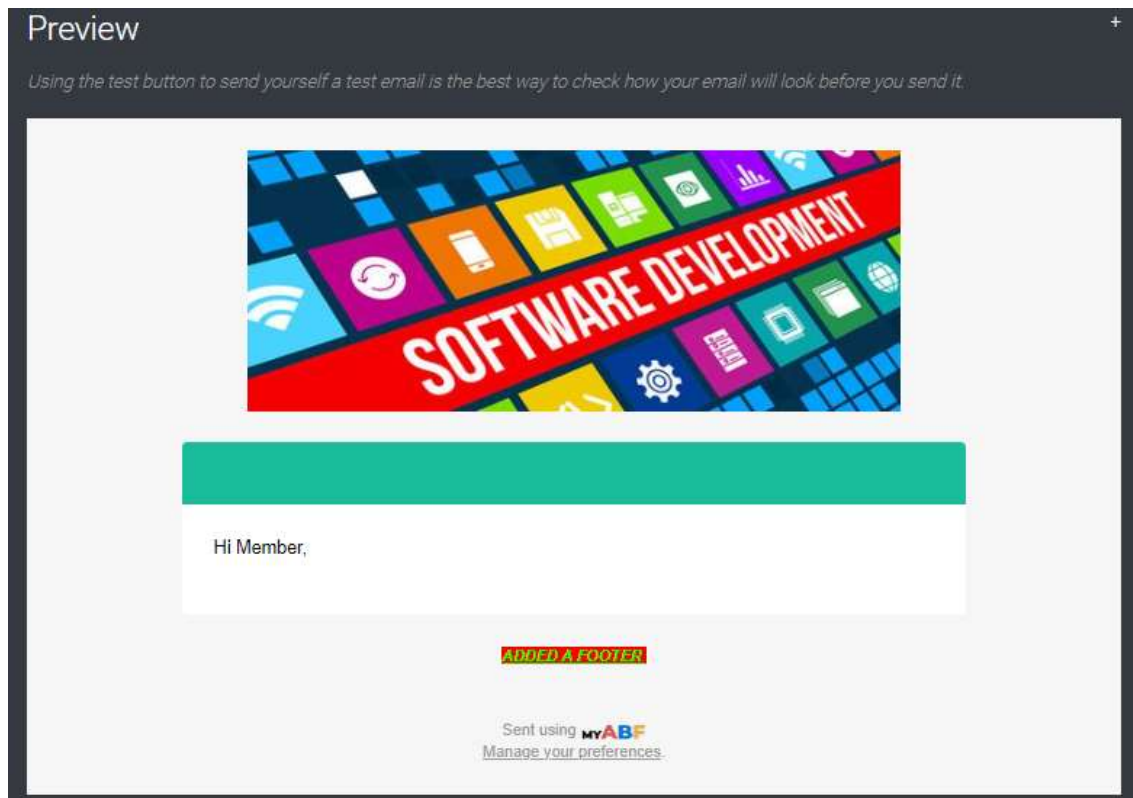 Preview
+
Using the test button to send yourself a test email is the best way to check how your email will look before you send it.
SOFTWARE DEVELOPMENT
Hi Member,
ADDED A FOOTER
Sent using MYABF
Manage your preferences.